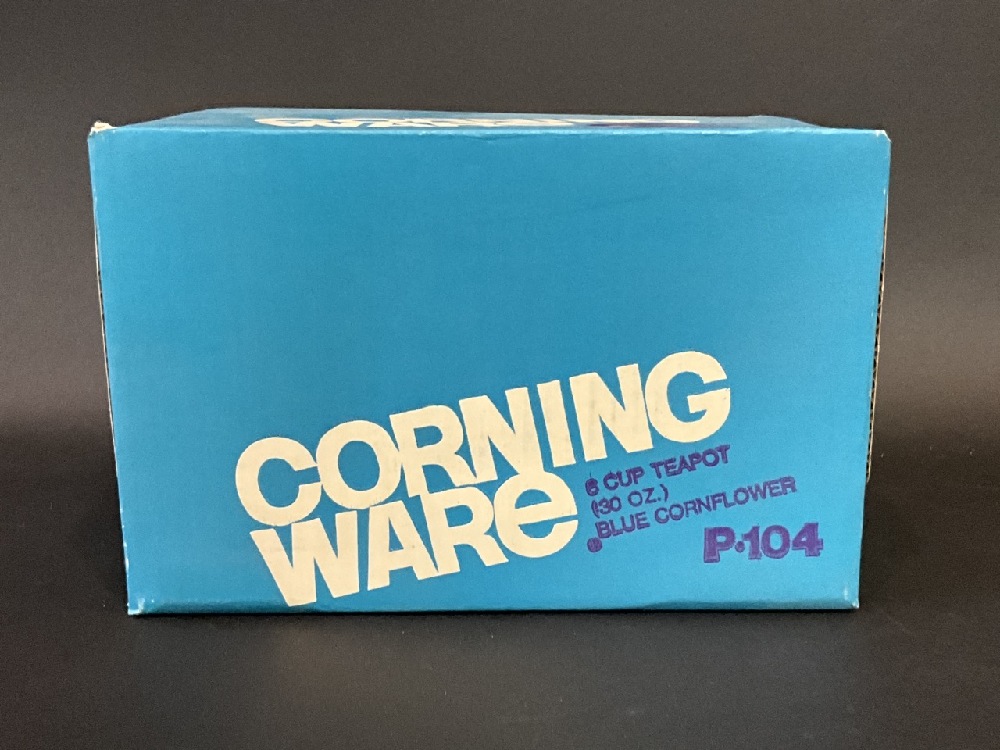 CORNING
WARe
6 CUP TEAPOT
(30 OZ.)
BLUE CORNFLOWER
P•104